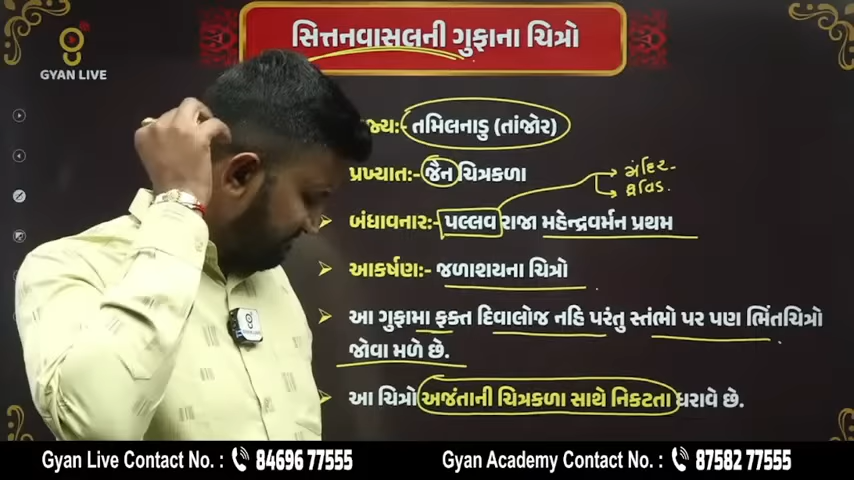 સિત્તનવાસલની ગુફાના ચિત્રો
GYAN LIVE
જ્ય:- તમિલનાડુ (તાંજોર)
પ્રખ્યાત:- જૈન ચિત્રકળા
મંદિર-
દ્રવિડ.
બંધાવનાર:- પલ્લવ રાજા મહેન્દ્રવર્મન પ્રથમ
આકર્ષણ:- જળાશયના ચિત્રો
આ ગુફામા ફક્ત દિવાલોજ નહિ પરંતુ સ્તંભો પર પણ ભિંતચિત્રો
જોવા મળે છે.
આ ચિત્રો અજંતાની ચિત્રકળા સાથે નિકટતા ધરાવે છે.
Gyan Live Contact No. : 84696 77555
Gyan Academy Contact No. : 87582 77555